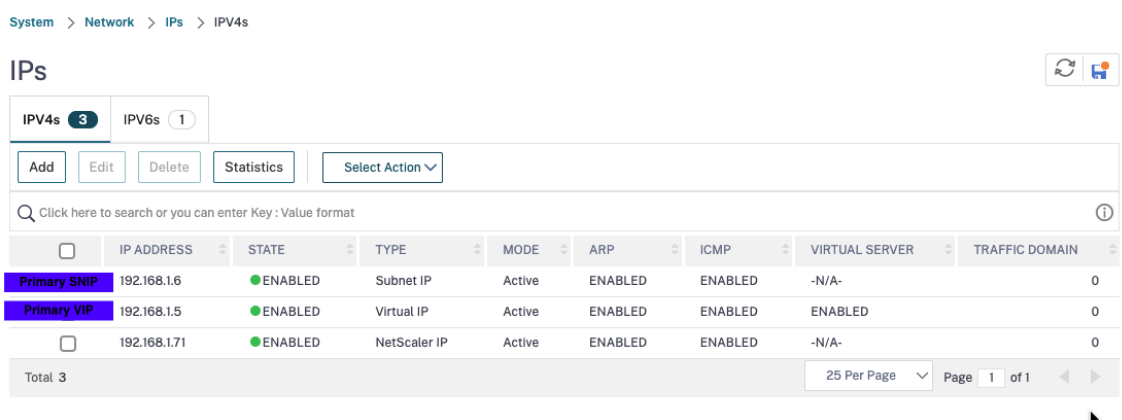 System > Network > IPs > IPV4s
IPs
IPV4s 3 IPV6s 1
Add Edit Delete Statistics Select Action
Click here to search or you can enter Key : Value format
IP ADDRESS STATE TYPE MODE ARP ICMP VIRTUAL SERVER TRAFFIC DOMAIN
Primary SNIP 192.168.1.6 ENABLED Subnet IP Active ENABLED ENABLED -N/A- 0
Primary VIP 192.168.1.5 ENABLED Virtual IP Active ENABLED ENABLED ENABLED 0
192.168.1.71 ENABLED NetScaler IP Active ENABLED ENABLED -N/A- 0
Total 3 25 Per Page Page 1 of 1